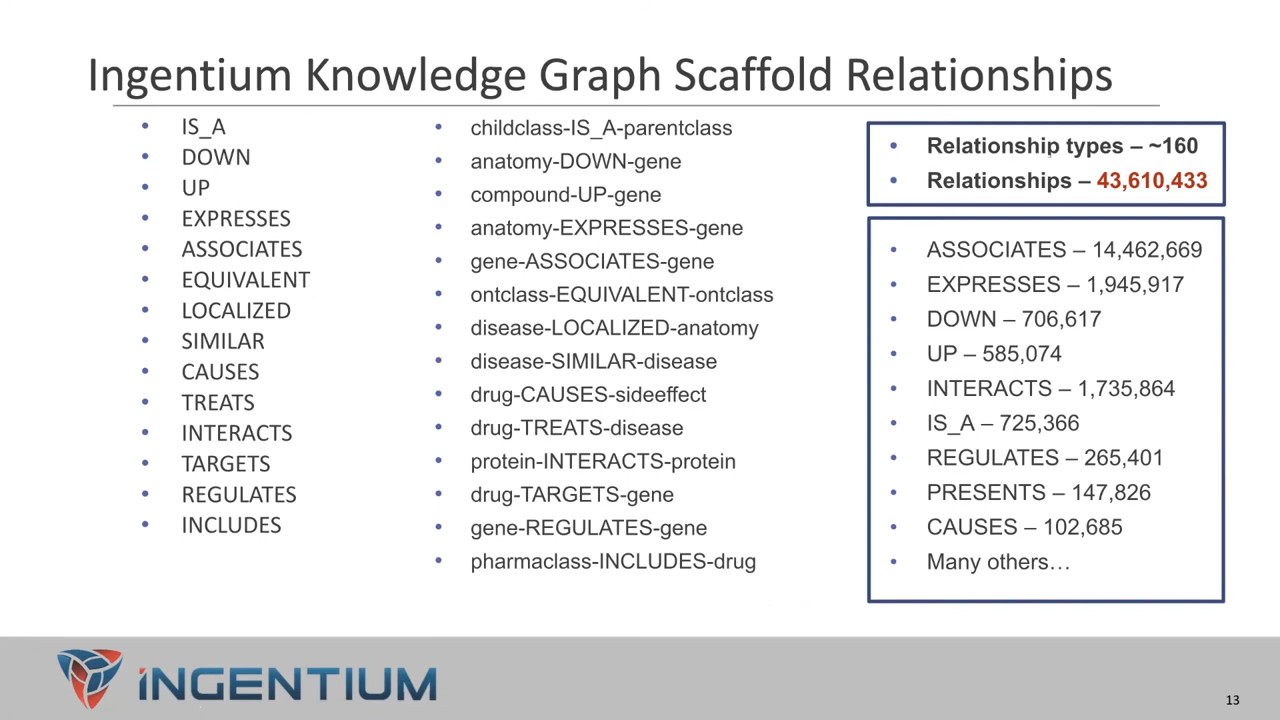 Ingentium Knowledge Graph Scaffold Relationships
• IS_A
• DOWN
• UP
• EXPRESSES
• ASSOCIATES
• EQUIVALENT
• LOCALIZED
• SIMILAR
• CAUSES
• TREATS
• INTERACTS
• TARGETS
• REGULATES
• INCLUDES
• childclass-IS_A-parentclass
• anatomy-DOWN-gene
• compound-UP-gene
• anatomy-EXPRESSES-gene
• gene-ASSOCIATES-gene
• ontclass-EQUIVALENT-ontclass
• disease-LOCALIZED-anatomy
• disease-SIMILAR-disease
• drug-CAUSES-sideeffect
• drug-TREATS-disease
• protein-INTERACTS-protein
• drug-TARGETS-gene
• gene-REGULATES-gene
• pharmaclass-INCLUDES-drug
• Relationship types – ~160
• Relationships – 43,610,433
• ASSOCIATES – 14,462,669
• EXPRESSES – 1,945,917
• DOWN – 706,617
• UP – 585,074
• INTERACTS – 1,735,864
• IS_A – 725,366
• REGULATES – 265,401
• PRESENTS – 147,826
• CAUSES – 102,685
• Many others…
iNGENTIUM
13